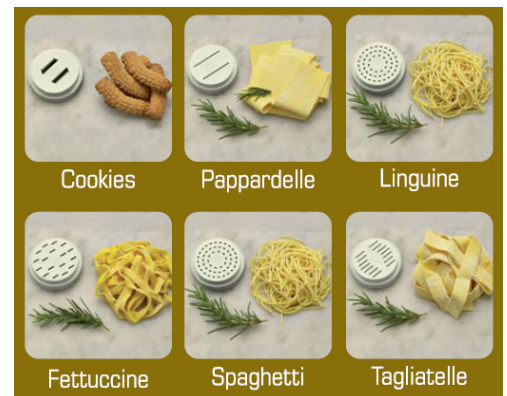 Cookies
Pappardelle
Linguine
Fettuccine
Spaghetti
Tagliatelle